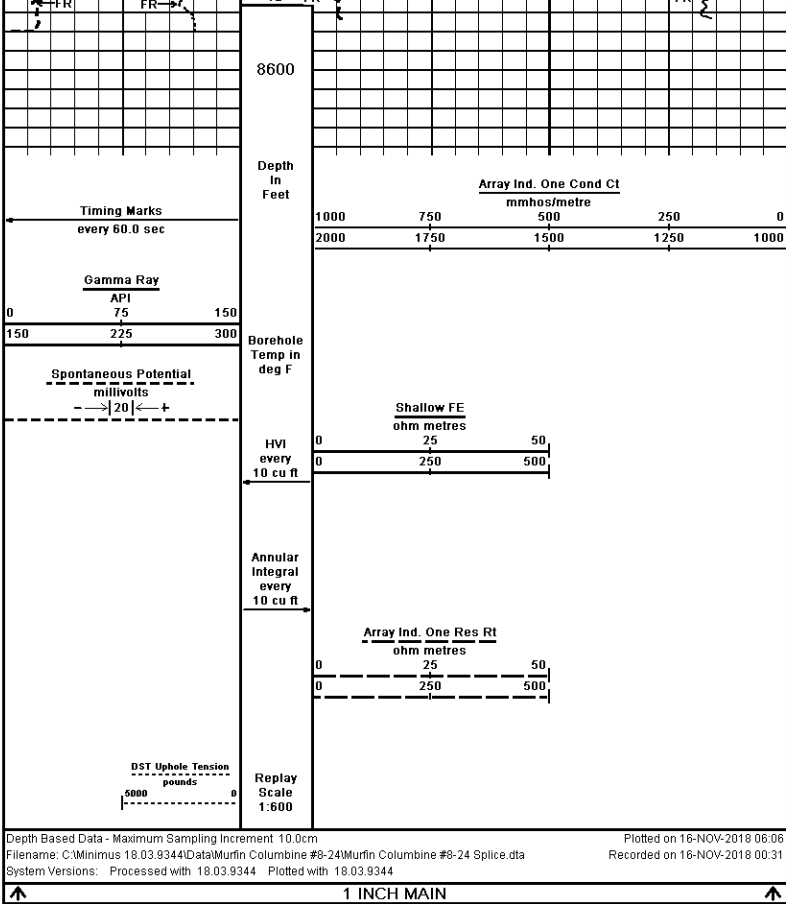 FR
FR
FR
8600
Depth
In
Feet
Array Ind. One Cond Ct
mmhos/metre
1000 750 500 250 0
2000 1750 1500 1250 1000
Timing Marks
every 60.0 sec
Gamma Ray
API
0 75 150
150 225 300
Borehole
Temp in
deg F
Spontaneous Potential
millivolts
- →|20|← +
Shallow FE
ohm metres
0 25 50
0 250 500
HVI
every
10 cu ft
Annular
Integral
every
10 cu ft
Array Ind. One Res Rt
ohm metres
0 25 50
0 250 500
DST Uphole Tension
pounds
5000 0
Replay
Scale
1:600
Depth Based Data - Maximum Sampling Increment 10.0cm
Plotted on 16-NOV-2018 06:06
Filename: C:\Minimus 18.03.9344\Data\Murfin Columbine #8-24\Murfin Columbine #8-24 Splice.dta
Recorded on 16-NOV-2018 00:31
System Versions: Processed with 18.03.9344 Plotted with 18.03.9344
↑ 1 INCH MAIN ↑